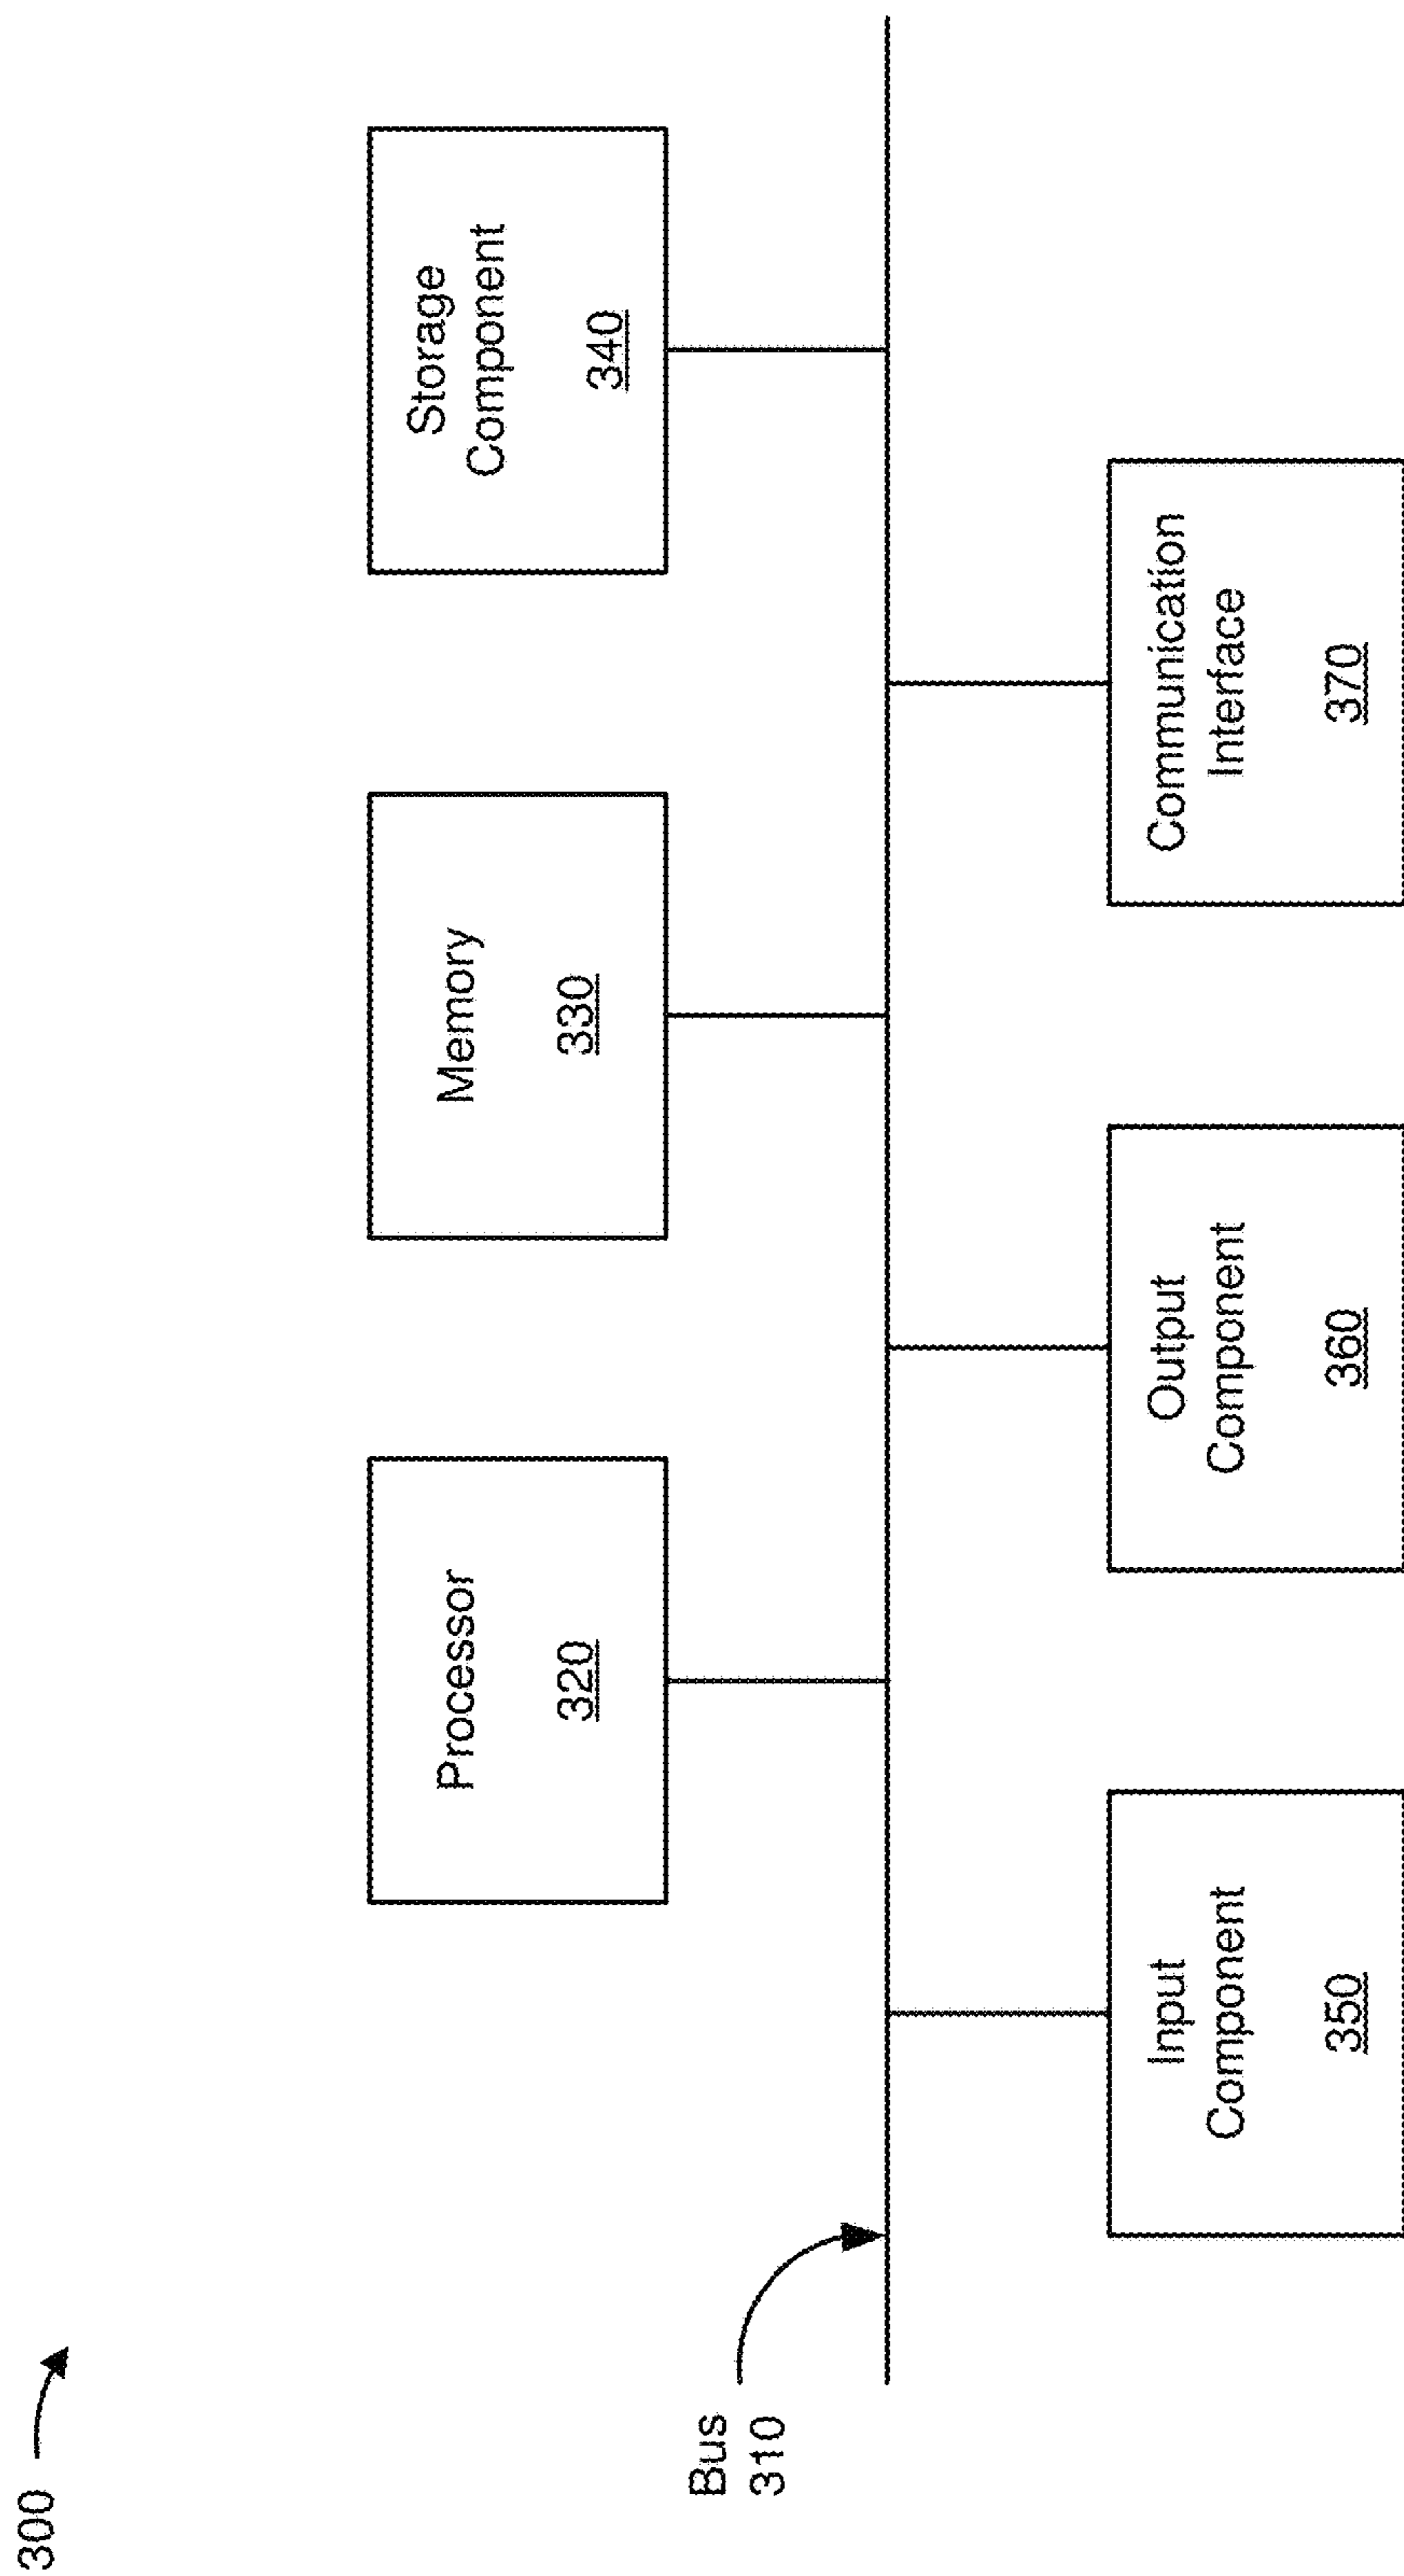 300
Processor
320
Memory
330
Storage
Component
340
Bus
310
Input
Component
350
Output
Component
360
Communication
Interface
370